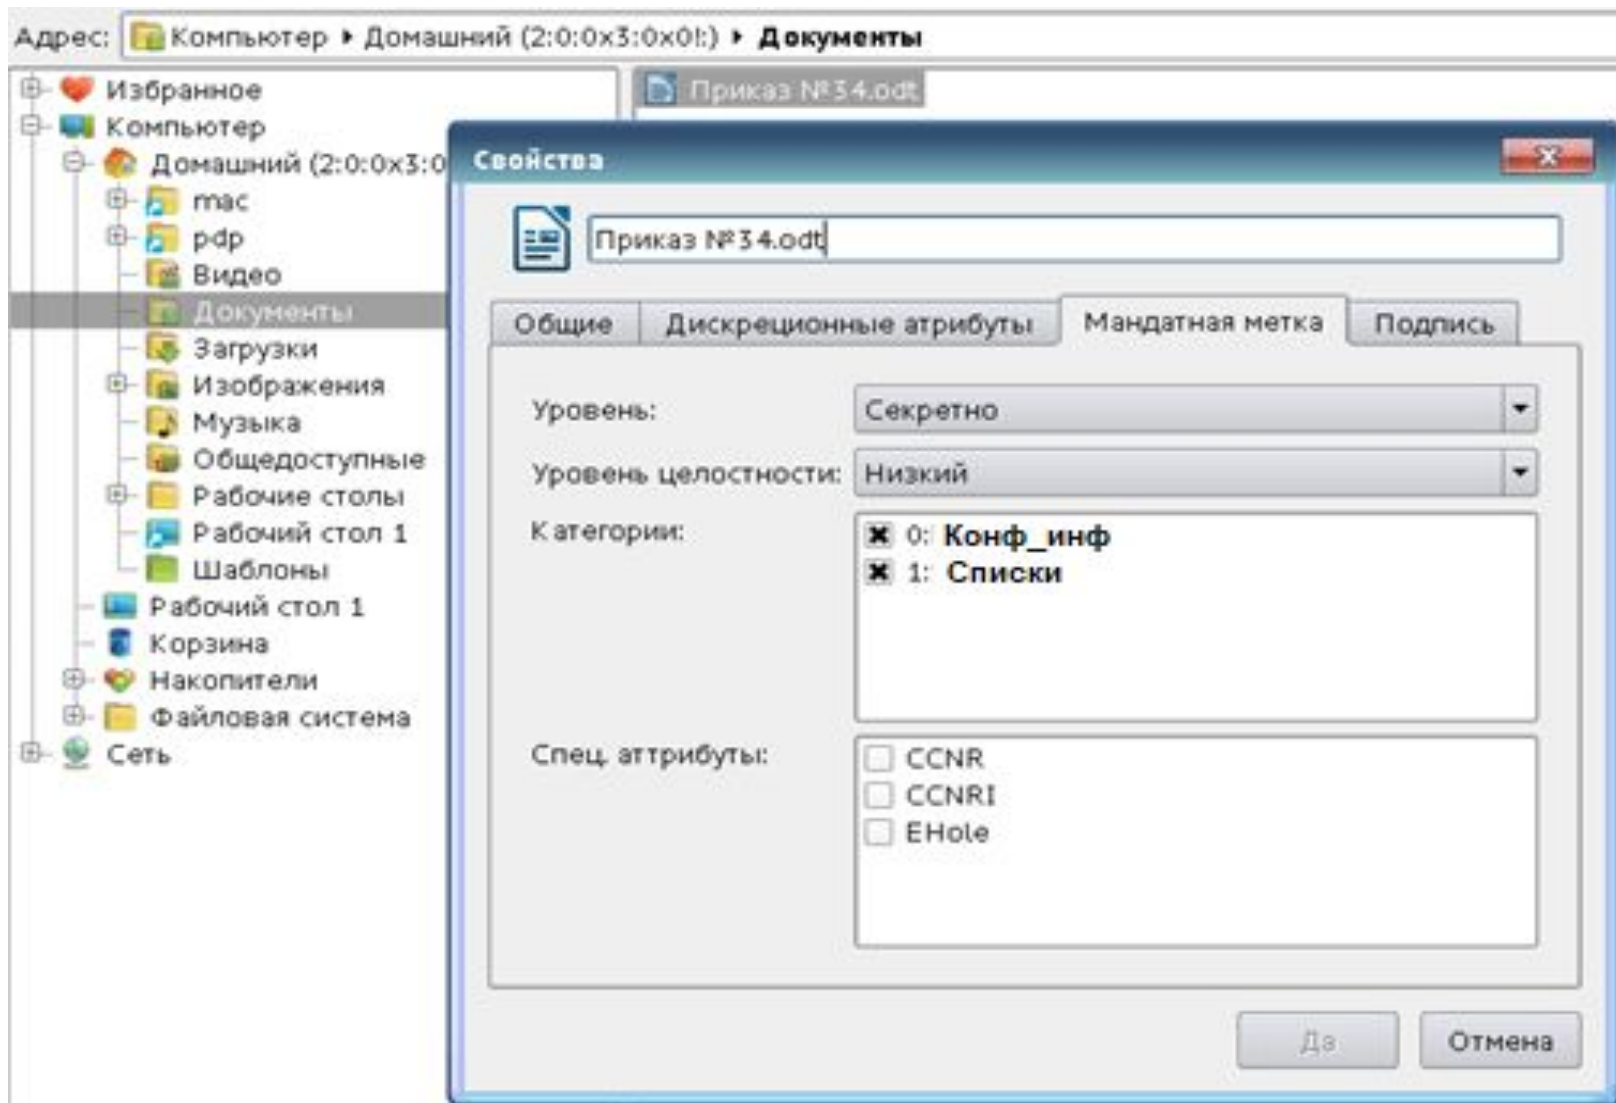 Адрес: Компьютер ▸ Домашний (2:0:0x3:0x0!:) ▸ Документы
Избранное
Компьютер
Домашний (2:0:0x3:0
mac
pdp
Видео
Документы
Загрузки
Изображения
Музыка
Общедоступные
Рабочие столы
Рабочий стол 1
Шаблоны
Рабочий стол 1
Корзина
Накопители
Файловая система
Сеть
Приказ №34.odt
Свойства
Приказ №34.odt
Общие Дискреционные атрибуты Мандатная метка Подпись
Уровень: Секретно
Уровень целостности: Низкий
Категории: 0: Конф_инф
1: Списки
Спец. аттрибуты: CCNR
CCNRI
EHole
Да Отмена